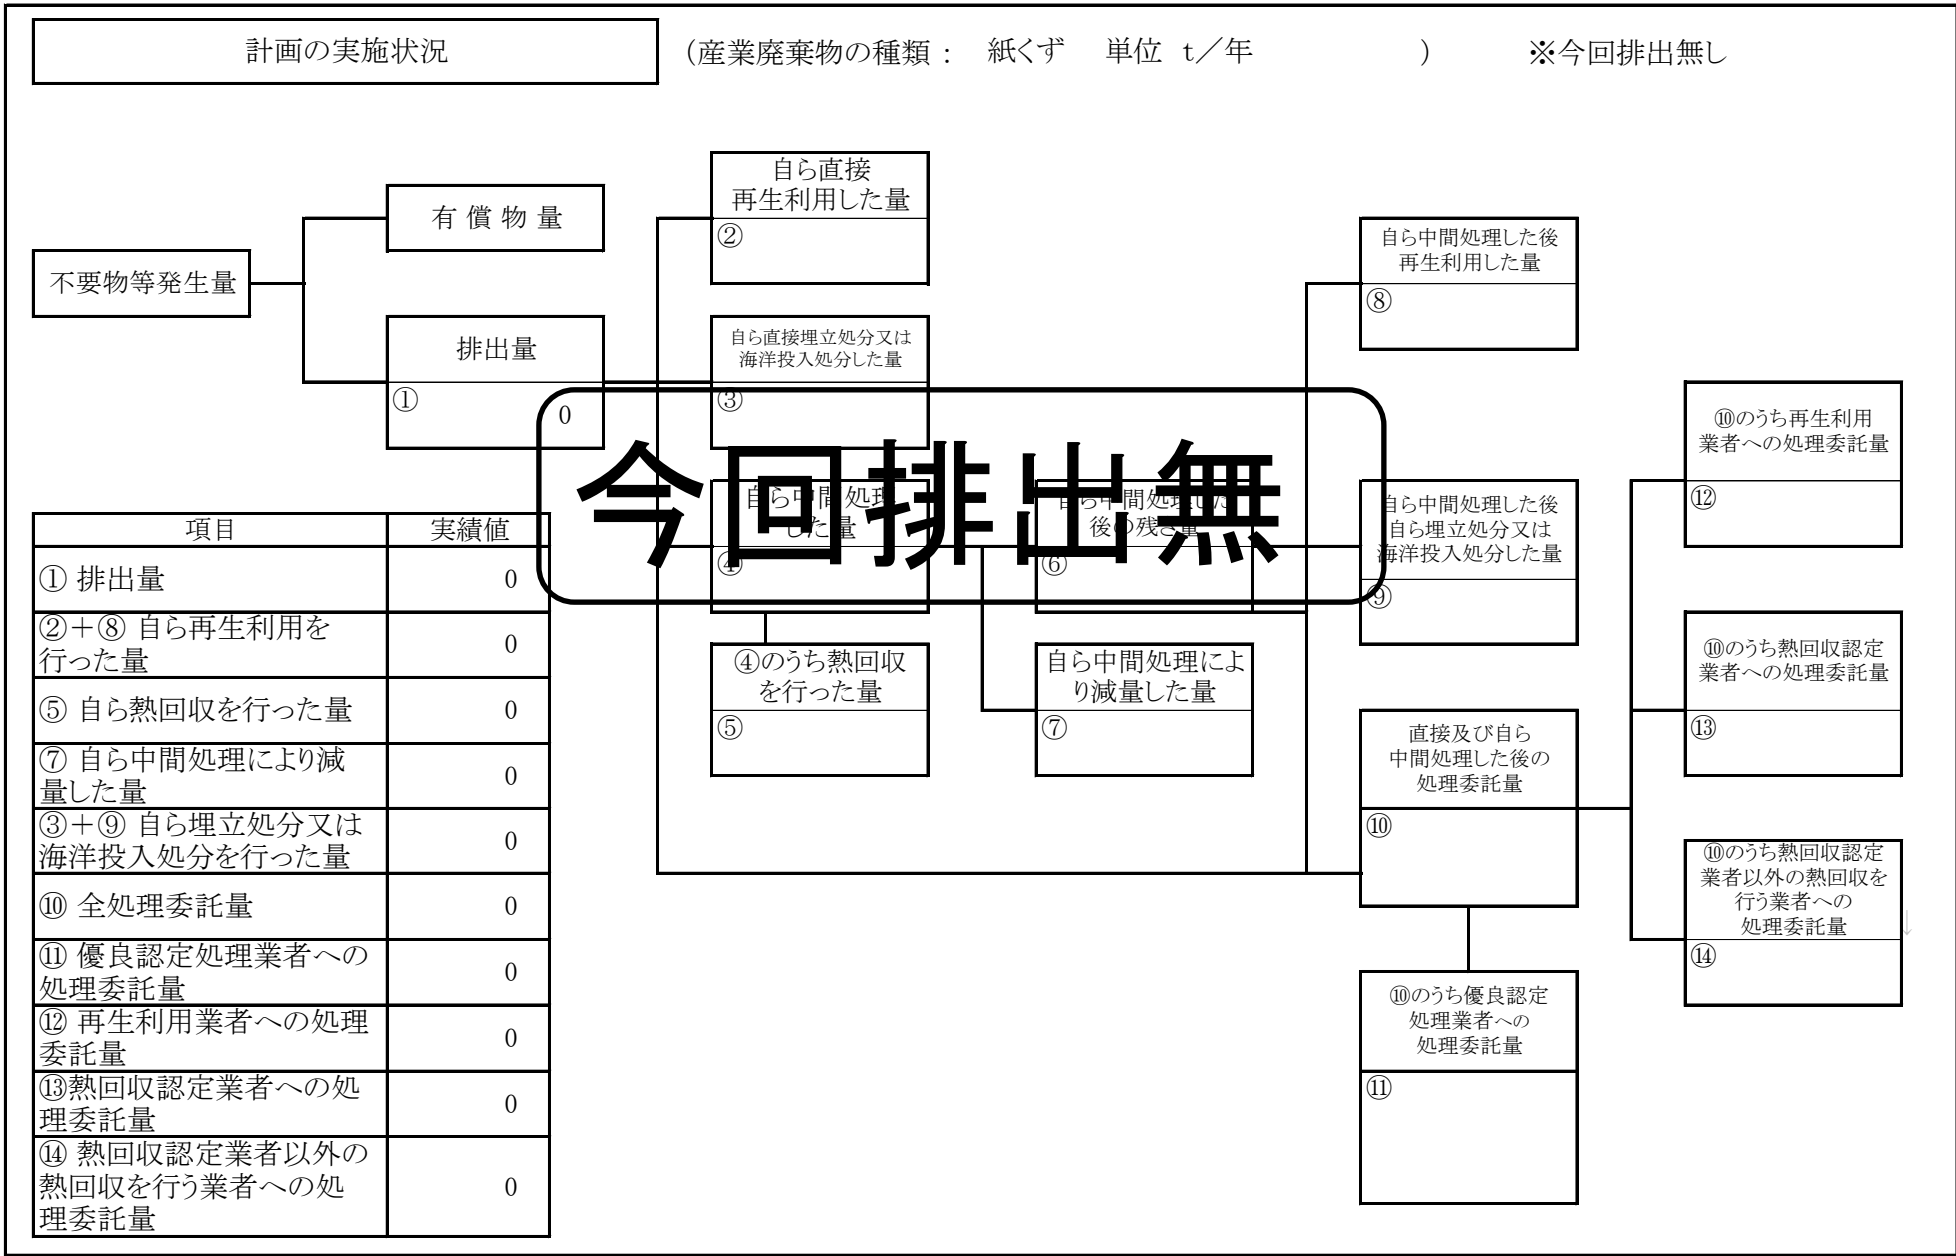 計画の実施状況
（産業廃棄物の種類： 紙くず 単位 t／年 ） ※今回排出無し
自ら直接
再生利用した量
②
有 償 物 量
不要物等発生量
排出量
①
0
自ら直接埋立処分又は
海洋投入処分した量
③
自ら中間処理した後
再生利用した量
⑧
今回排出無
自ら中間処理
した量
④
自ら中間処理した
後の残さ量
⑥
自ら中間処理した後
自ら埋立処分又は
海洋投入処分した量
⑨
⑩のうち再生利用
業者への処理委託量
⑫
④のうち熱回収
を行った量
⑤
自ら中間処理によ
り減量した量
⑦
⑩のうち熱回収認定
業者への処理委託量
⑬
直接及び自ら
中間処理した後の
処理委託量
⑩
⑩のうち熱回収認定
業者以外の熱回収を
行う業者への
処理委託量
↓
⑭
⑩のうち優良認定
処理業者への
処理委託量
⑪
項目 実績値
① 排出量 0
②＋⑧ 自ら再生利用を
行った量 0
⑤ 自ら熱回収を行った量 0
⑦ 自ら中間処理により減
量した量 0
③＋⑨ 自ら埋立処分又は
海洋投入処分を行った量 0
⑩ 全処理委託量 0
⑪ 優良認定処理業者への
処理委託量 0
⑫ 再生利用業者への処理
委託量 0
⑬熱回収認定業者への処
理委託量 0
⑭ 熱回収認定業者以外の
熱回収を行う業者への処
理委託量 0